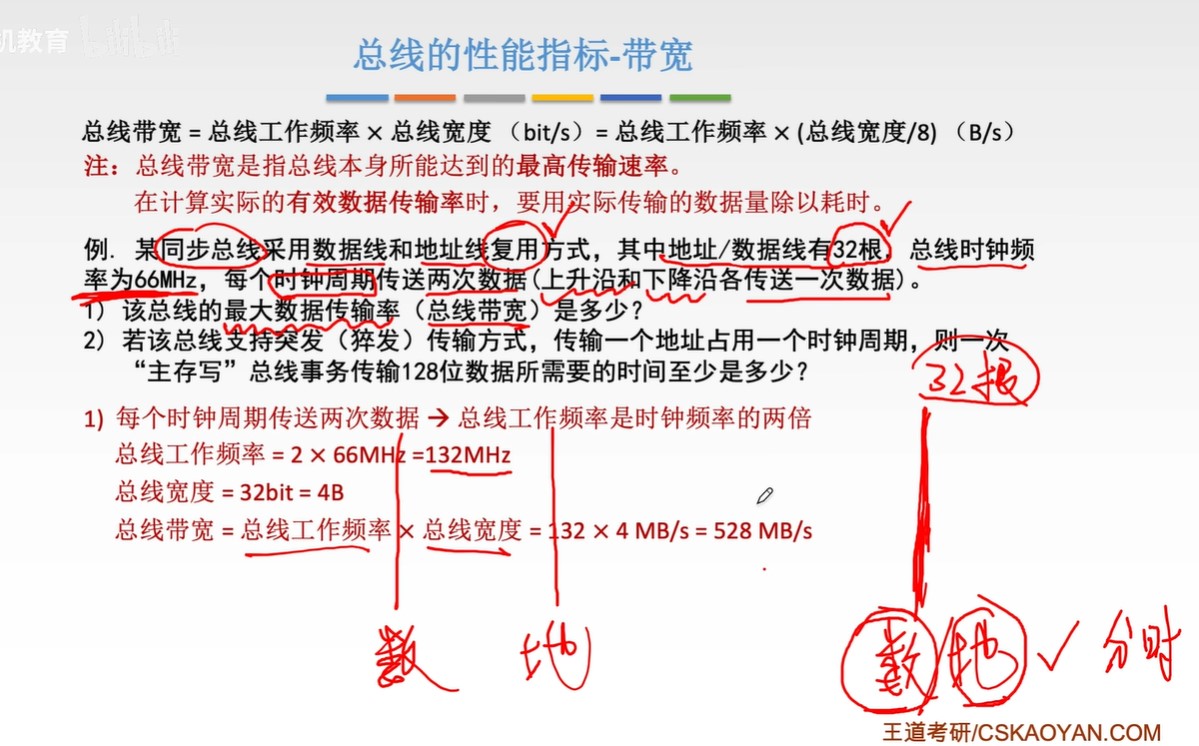 机教育 bilibili
总线的性能指标-带宽
总线带宽 = 总线工作频率 × 总线宽度 （bit/s）= 总线工作频率 × (总线宽度/8) （B/s）
注：总线带宽是指总线本身所能达到的最高传输速率。
在计算实际的有效数据传输率时，要用实际传输的数据量除以耗时。
例. 某同步总线采用数据线和地址线复用方式，其中地址/数据线有32根，总线时钟频
率为66MHz，每个时钟周期传送两次数据(上升沿和下降沿各传送一次数据)。
1) 该总线的最大数据传输率（总线带宽）是多少？
2) 若该总线支持突发（猝发）传输方式，传输一个地址占用一个时钟周期，则一次
“主存写”总线事务传输128位数据所需要的时间至少是多少？
32根
1) 每个时钟周期传送两次数据 → 总线工作频率是时钟频率的两倍
总线工作频率 = 2 × 66MHz =132MHz
总线宽度 = 32bit = 4B
总线带宽 = 总线工作频率 × 总线宽度 = 132 × 4 MB/s = 528 MB/s
数 地 数/地 分时
王道考研/CSKAOYAN.COM